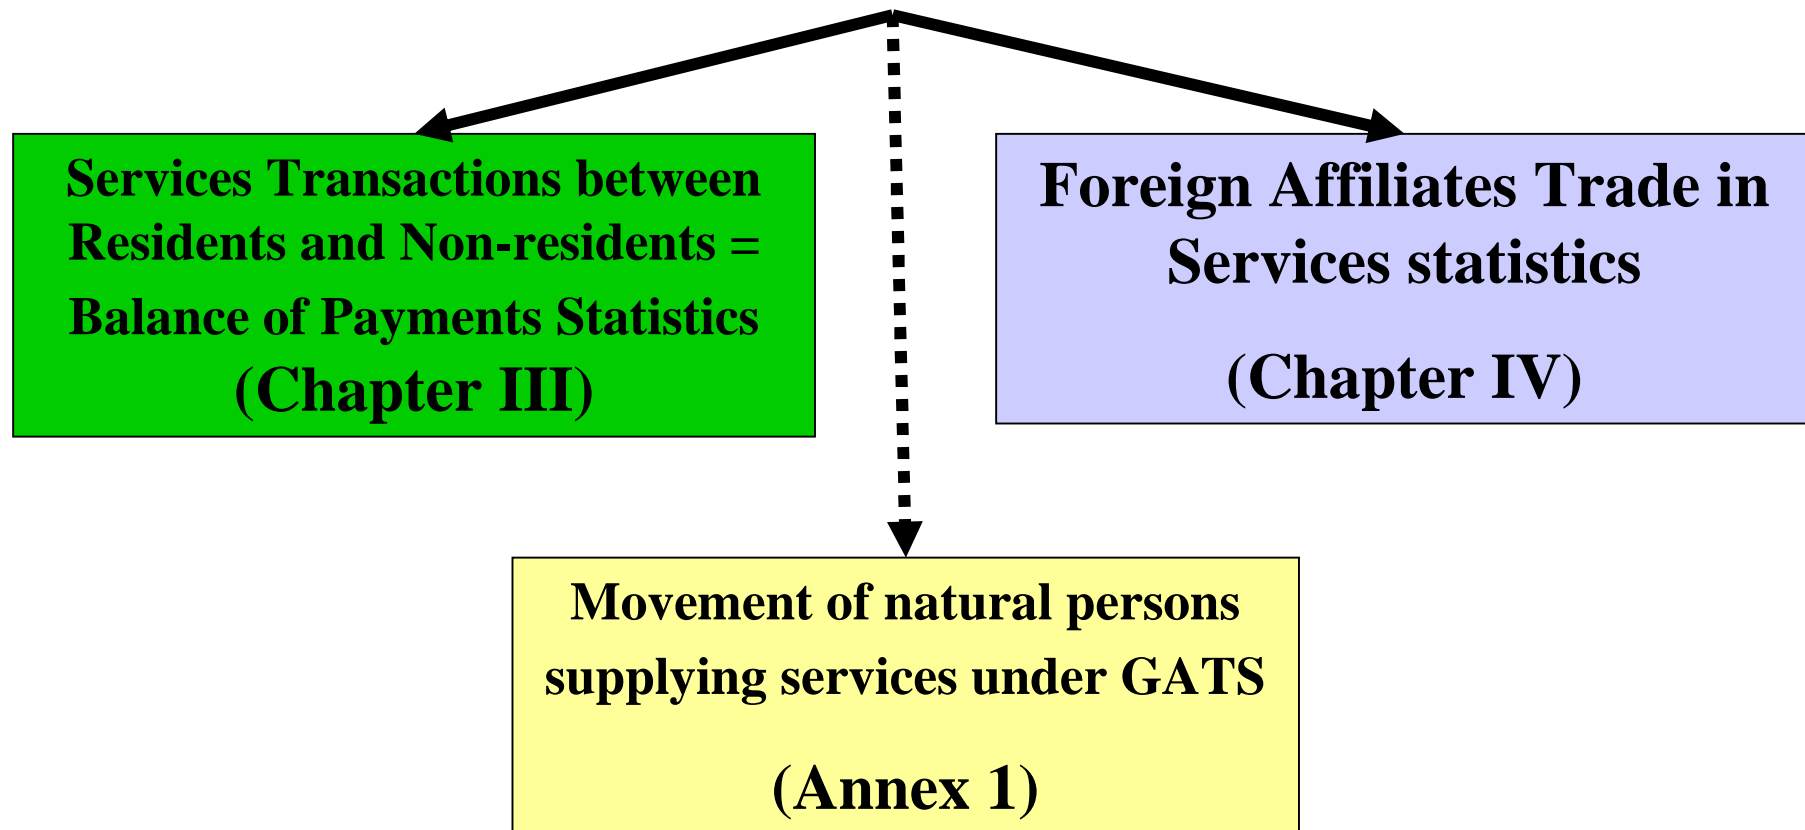 Services Transactions between
Residents and Non-residents =
Balance of Payments Statistics
(Chapter III)
Foreign Affiliates Trade in
Services statistics
(Chapter IV)
Movement of natural persons
supplying services under GATS
(Annex 1)